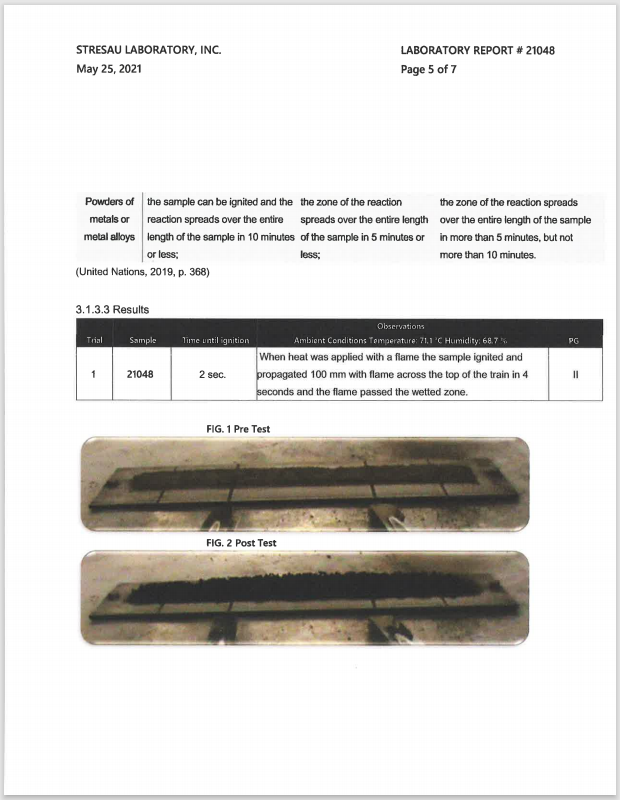 STRESAU LABORATORY, INC.
LABORATORY REPORT # 21048
May 25, 2021
Page 5 of 7
Powders of metals or metal alloys
the sample can be ignited and the reaction spreads over the entire length of the sample in 10 minutes or less;
the zone of the reaction spreads over the entire length of the sample in 5 minutes or less;
the zone of the reaction spreads over the entire length of the sample in more than 5 minutes, but not more than 10 minutes.
(United Nations, 2019, p. 368)
3.1.3.3 Results
Trial
Sample
Time until ignition
Observations
Ambient Conditions Temperature: 71.1 °C Humidity: 68.7 %
PG
1
21048
2 sec.
When heat was applied with a flame the sample ignited and
propagated 100 mm with flame across the top of the train in 4
seconds and the flame passed the wetted zone.
II
FIG. 1 Pre Test
FIG. 2 Post Test